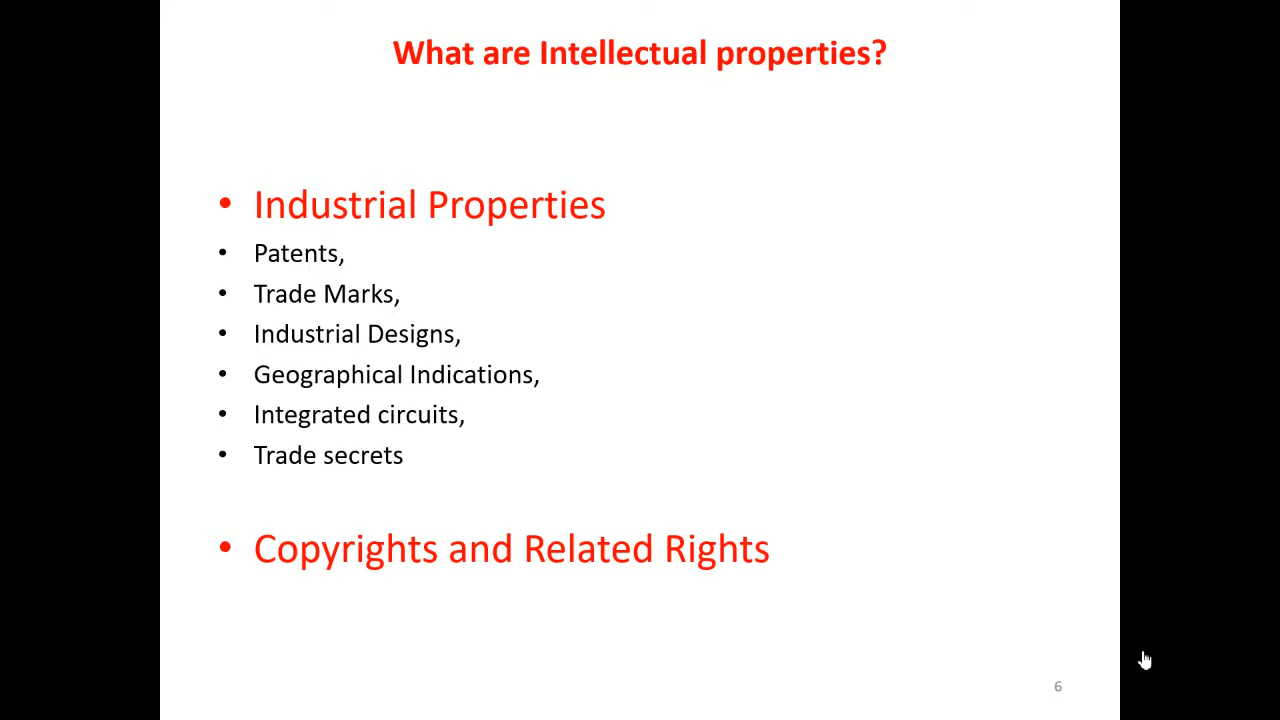 What are Intellectual properties?
• Industrial Properties
• Patents,
• Trade Marks,
• Industrial Designs,
• Geographical Indications,
• Integrated circuits,
• Trade secrets
• Copyrights and Related Rights
6